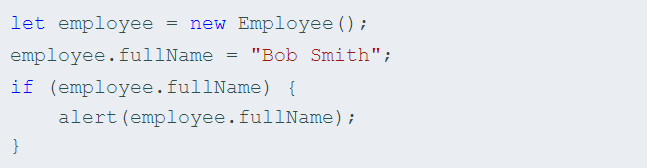 let employee = new Employee();
employee.fullName = "Bob Smith";
if (employee.fullName) {
    alert(employee.fullName);
}